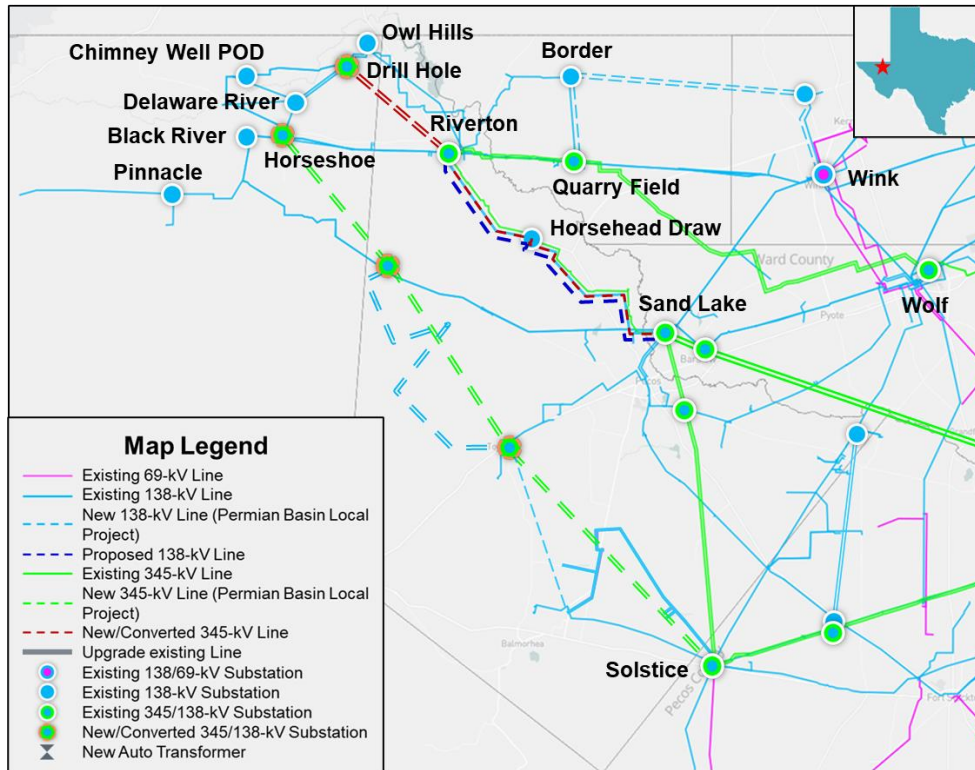 Owl Hills
Chimney Well POD
Border
Drill Hole
Delaware River
Riverton
Black River
Horseshoe
Wink
Pinnacle
Quarry Field
Horsehead Draw
Ward County
Sand Lake
Wolf
Pyote
Pecos
Solstice
Balmorhea
Map Legend
Existing 69-kV Line
Existing 138-kV Line
New 138-kV Line (Permian Basin Local
Project)
Proposed 138-kV Line
Existing 345-kV Line
New 345-kV Line (Permian Basin Local
Project)
New/Converted 345-kV Line
Upgrade existing Line
Existing 138/69-kV Substation
Existing 138-kV Substation
Existing 345/138-kV Substation
New/Converted 345/138-kV Substation
New Auto Transformer